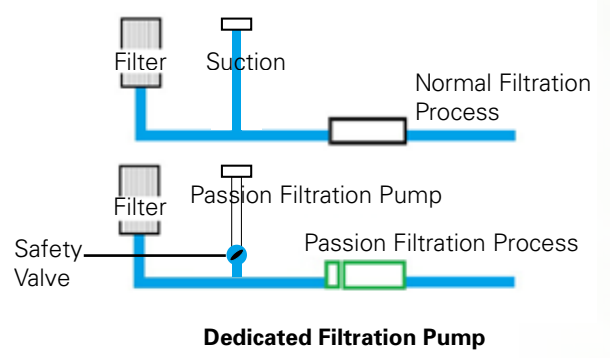 Filter
Suction
Normal Filtration
Process
Filter
Passion Filtration Pump
Safety
Valve
Passion Filtration Process
Dedicated Filtration Pump